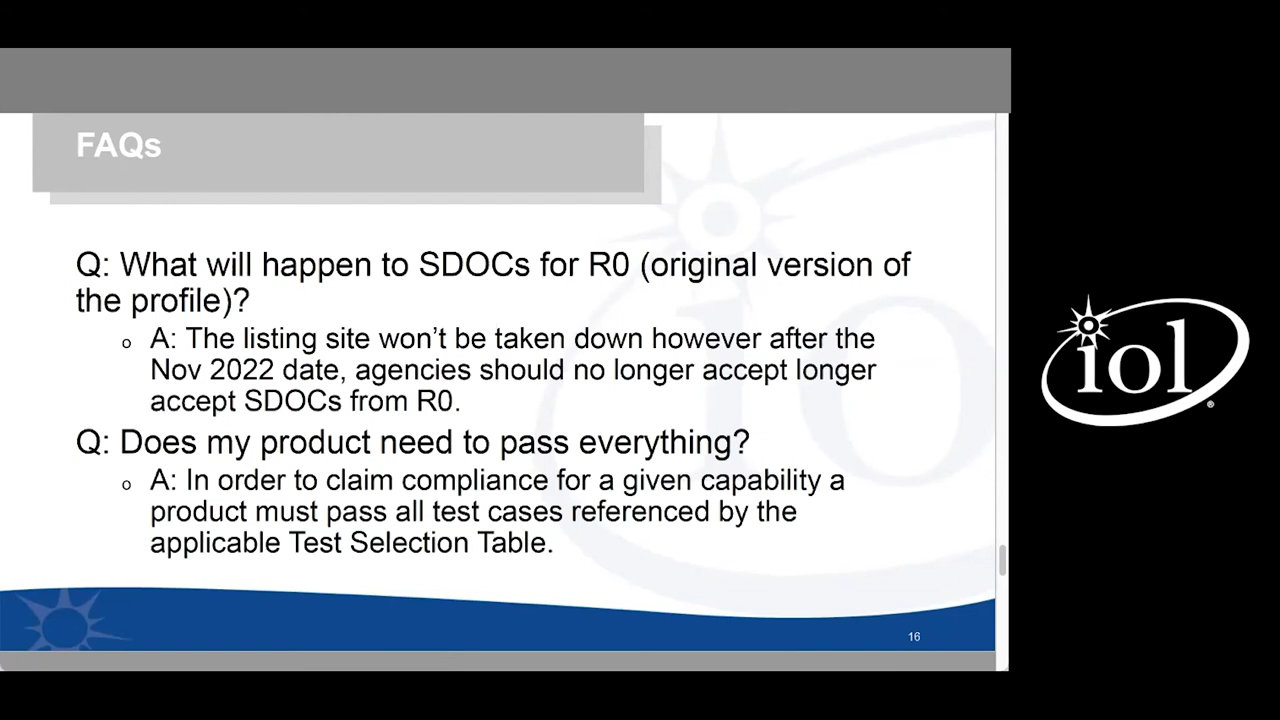 FAQs
Q: What will happen to SDOCs for R0 (original version of
the profile)?
o A: The listing site won’t be taken down however after the
Nov 2022 date, agencies should no longer accept longer
accept SDOCs from R0.
Q: Does my product need to pass everything?
o A: In order to claim compliance for a given capability a
product must pass all test cases referenced by the
applicable Test Selection Table.
16
iol
®